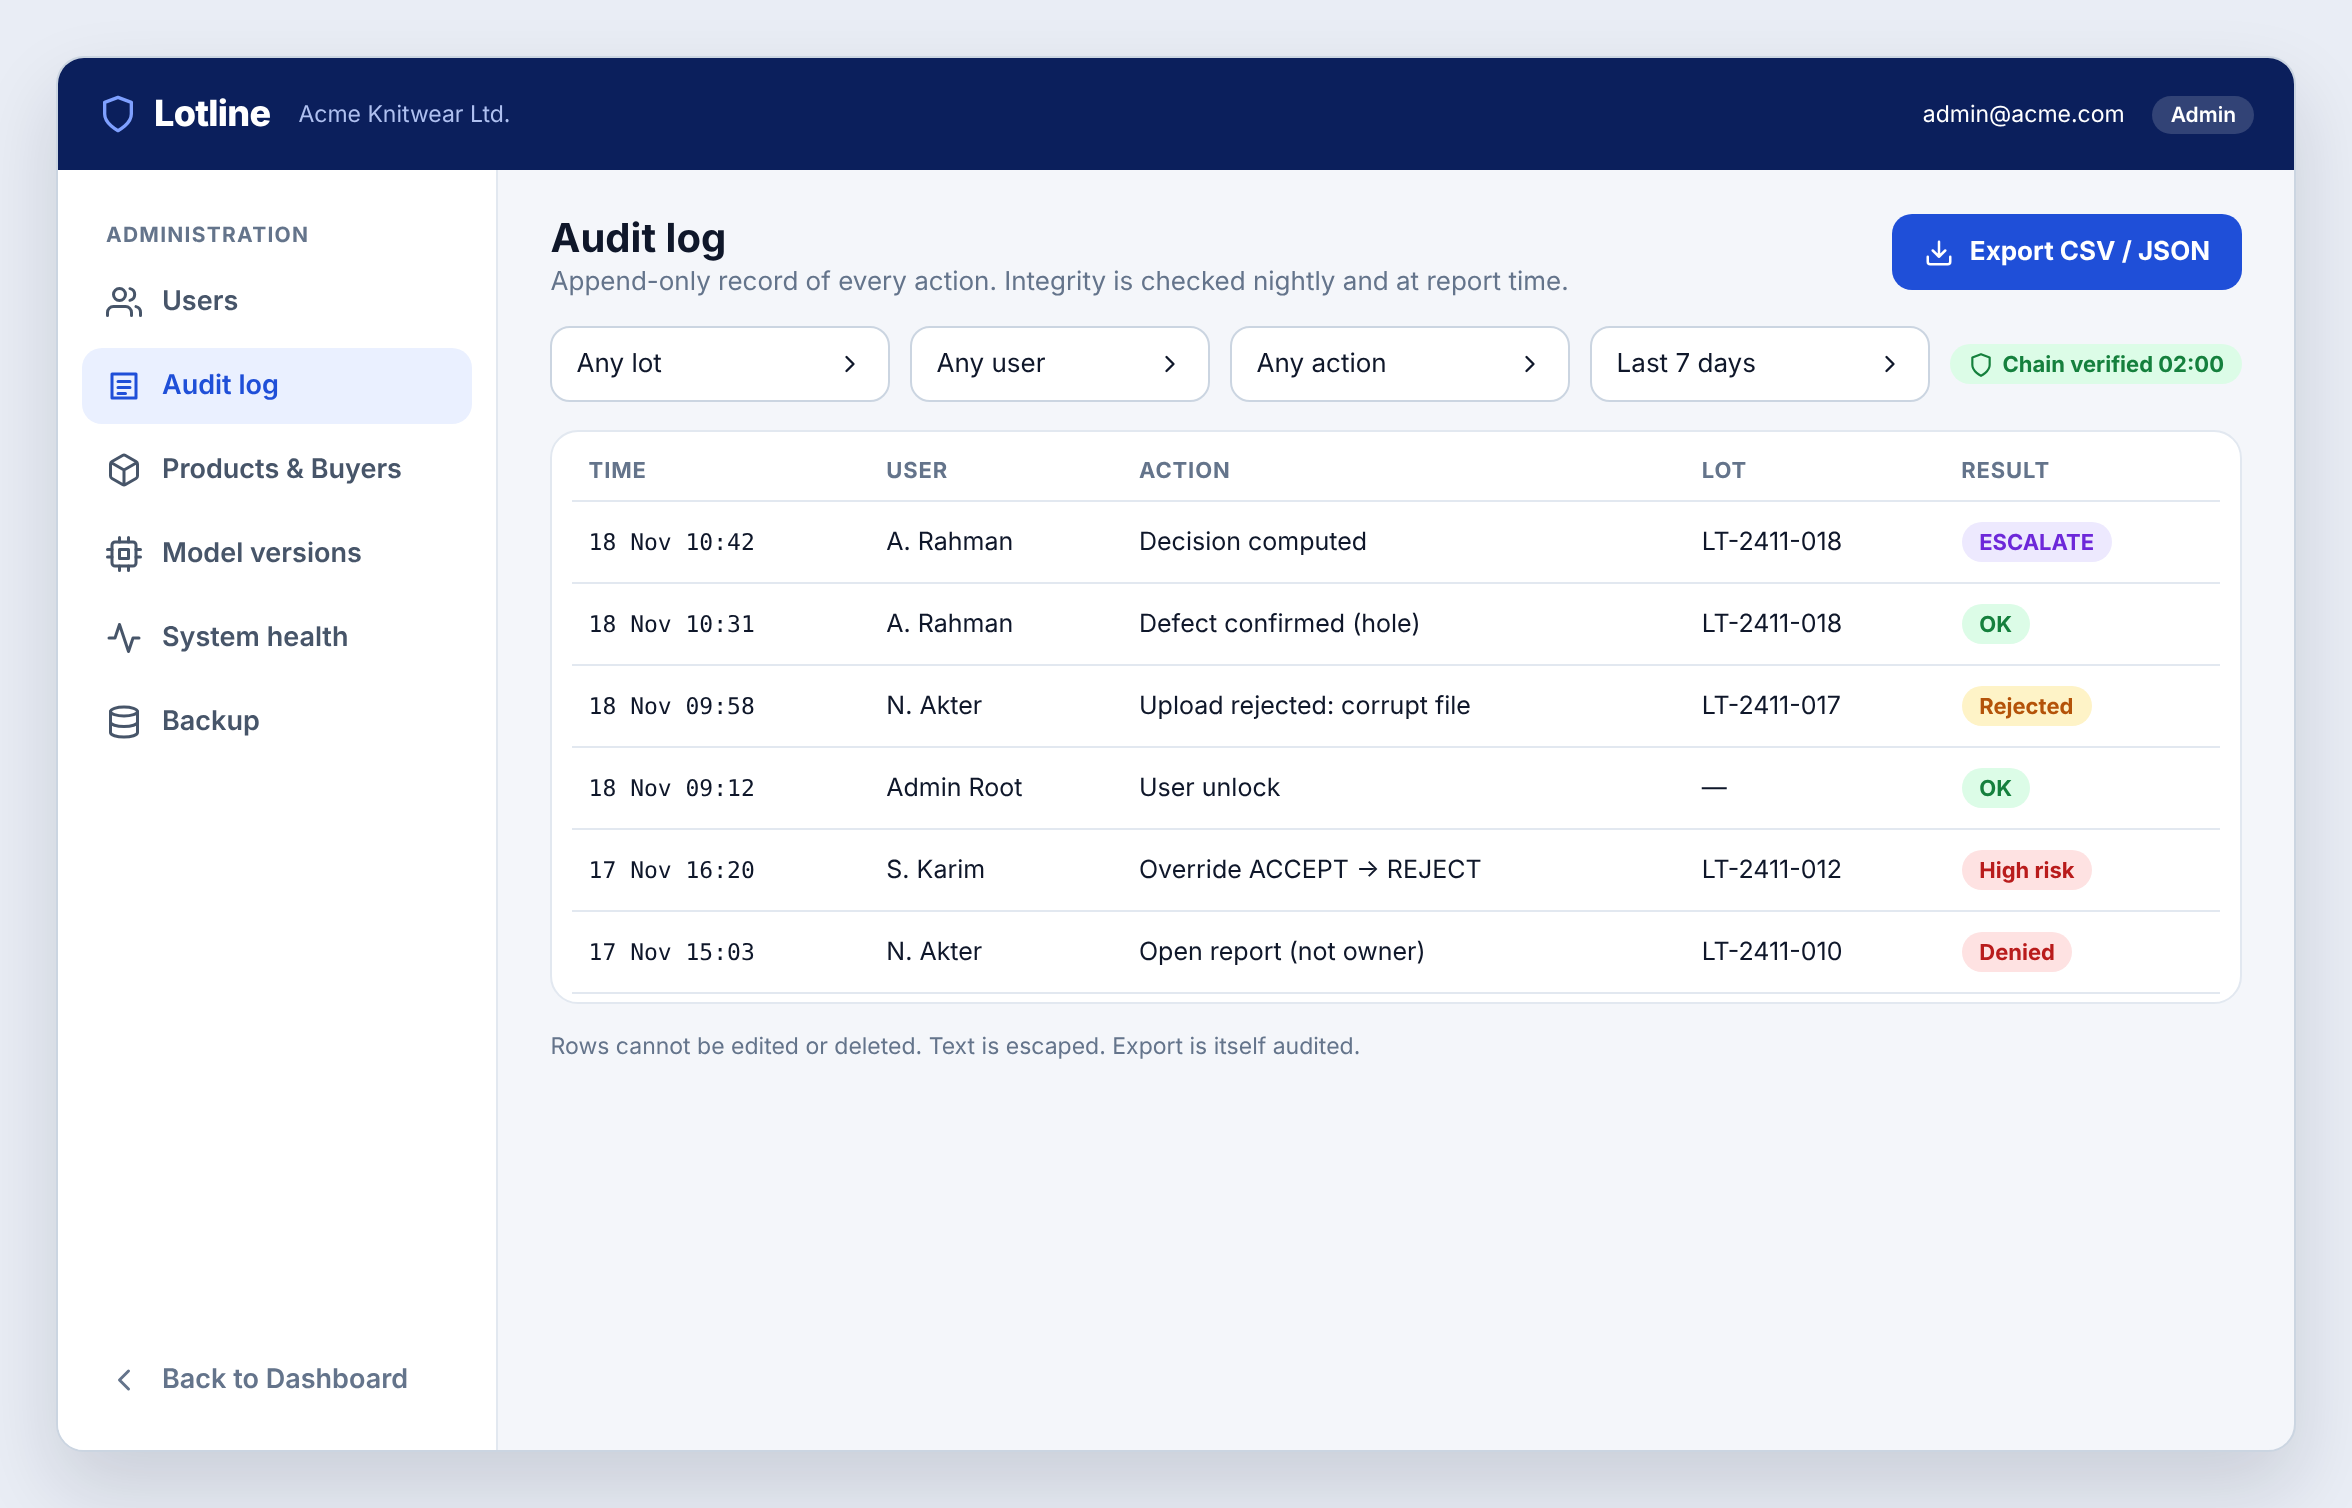 Lotline Acme Knitwear Ltd. admin@acme.com Admin
ADMINISTRATION
Users
Audit log
Products & Buyers
Model versions
System health
Backup
Back to Dashboard
Audit log
Append-only record of every action. Integrity is checked nightly and at report time.
Export CSV / JSON
Any lot Any user Any action Last 7 days Chain verified 02:00
TIME USER ACTION LOT RESULT
18 Nov 10:42 A. Rahman Decision computed LT-2411-018 ESCALATE
18 Nov 10:31 A. Rahman Defect confirmed (hole) LT-2411-018 OK
18 Nov 09:58 N. Akter Upload rejected: corrupt file LT-2411-017 Rejected
18 Nov 09:12 Admin Root User unlock — OK
17 Nov 16:20 S. Karim Override ACCEPT → REJECT LT-2411-012 High risk
17 Nov 15:03 N. Akter Open report (not owner) LT-2411-010 Denied
Rows cannot be edited or deleted. Text is escaped. Export is itself audited.